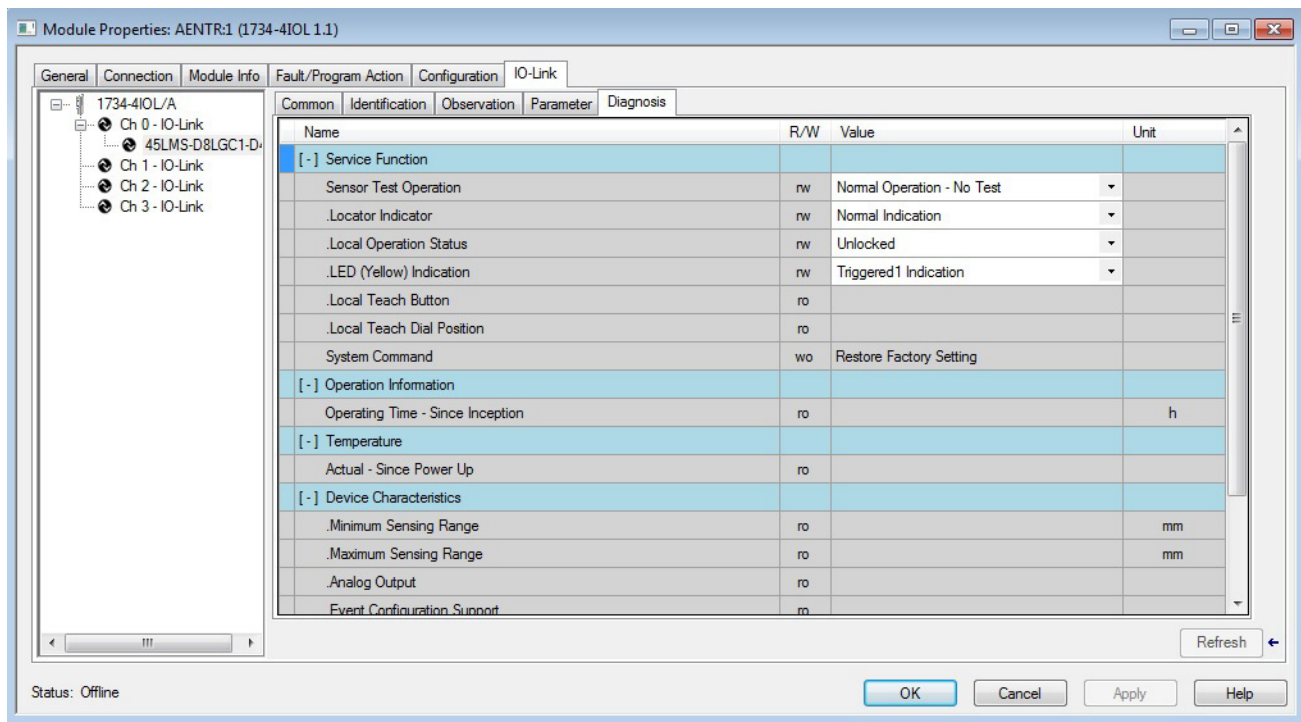 Module Properties: AENTR:1 (1734-4IOL 1.1)
General Connection Module Info Fault/Program Action Configuration IO-Link
1734-4IOL/A
Ch 0 - IO-Link
45LMS-D8LGC1-D4
Ch 1 - IO-Link
Ch 2 - IO-Link
Ch 3 - IO-Link
Common Identification Observation Parameter Diagnosis
Name R/W Value Unit
[-] Service Function
Sensor Test Operation rw Normal Operation - No Test
.Locator Indicator rw Normal Indication
.Local Operation Status rw Unlocked
.LED (Yellow) Indication rw Triggered1 Indication
.Local Teach Button ro
.Local Teach Dial Position ro
System Command wo Restore Factory Setting
[-] Operation Information
Operating Time - Since Inception ro h
[-] Temperature
Actual - Since Power Up ro
[-] Device Characteristics
.Minimum Sensing Range ro mm
.Maximum Sensing Range ro mm
.Analog Output ro
Event Configuration Support ro
Refresh
Status: Offline
OK Cancel Apply Help